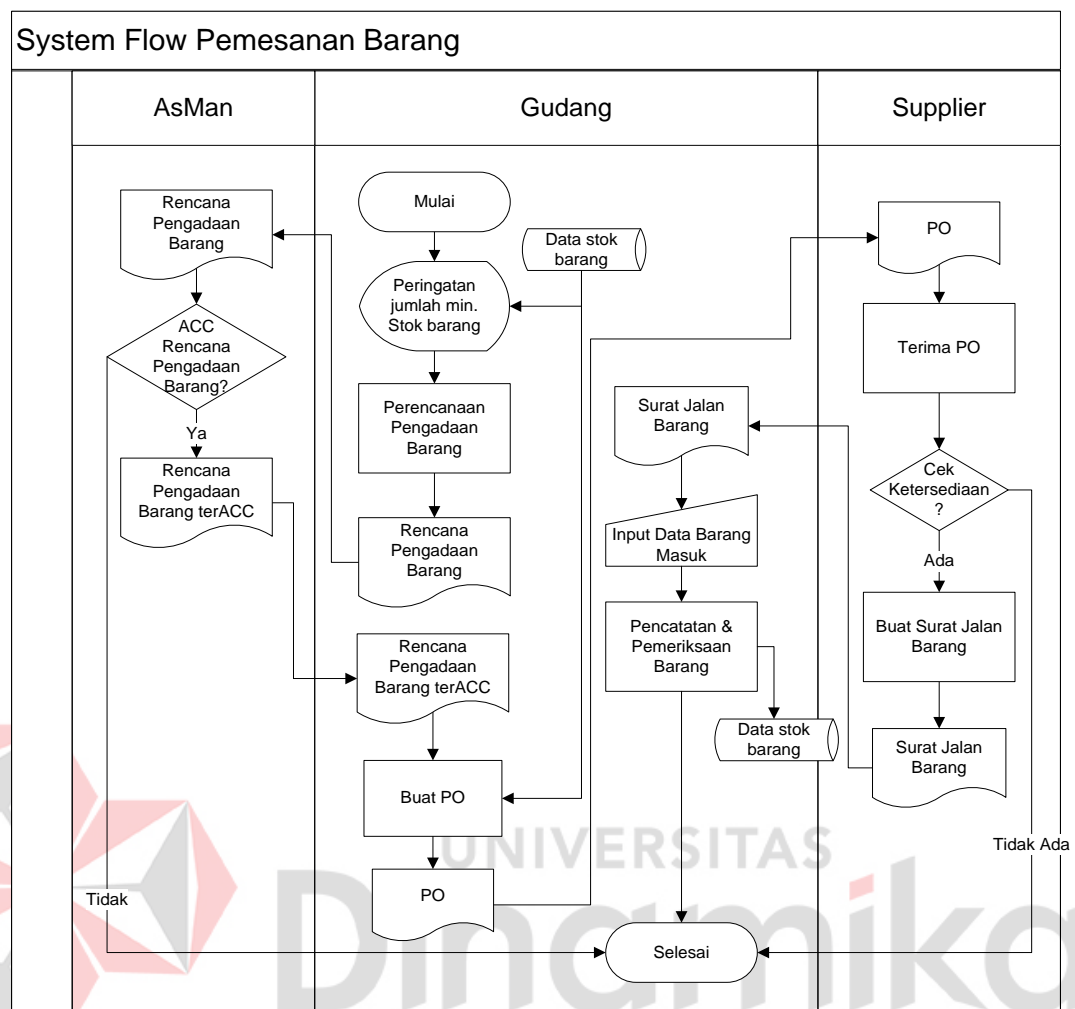 System Flow Pemesanan Barang
AsMan
Gudang
Supplier
Rencana
Pengadaan
Barang
ACC
Rencana
Pengadaan
Barang?
Ya
Rencana
Pengadaan
Barang terACC
Tidak
Mulai
Data stok
barang
Peringatan
jumlah min.
Stok barang
Perencanaan
Pengadaan
Barang
Rencana
Pengadaan
Barang
Rencana
Pengadaan
Barang terACC
Buat PO
PO
Surat Jalan
Barang
Input Data Barang
Masuk
Pencatatan &
Pemeriksaan
Barang
Data stok
barang
Selesai
PO
Terima PO
Cek
Ketersediaan
?
Ada
Buat Surat Jalan
Barang
Surat Jalan
Barang
Tidak Ada
UNIVERSITAS
Dinamika